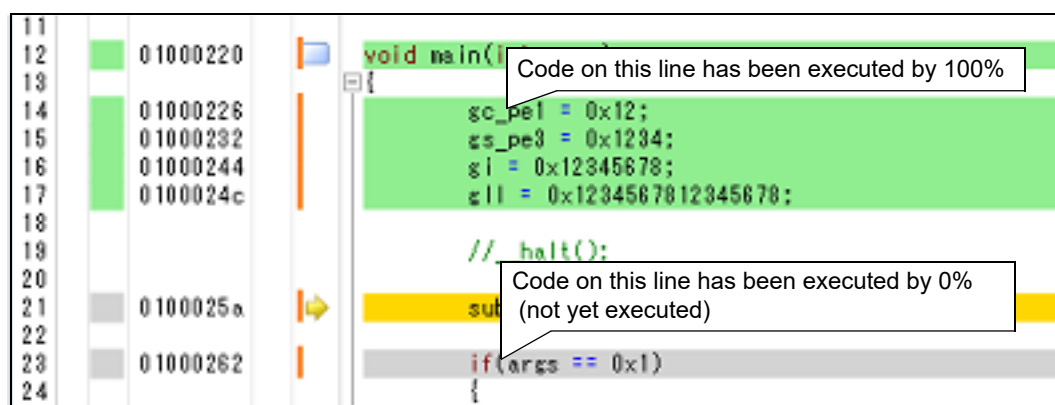 11
12 01000220 void main(i
Code on this line has been executed by 100%
13 {
14 01000226 gc_pe1 = 0x12;
15 01000232 gs_pe3 = 0x1234;
16 01000244 gi = 0x12345678;
17 0100024c gll = 0x1234567812345678;
18
19 //_halt();
20
Code on this line has been executed by 0%
(not yet executed)
21 0100025a sub
22
23 01000262 if(args == 0x1)
24 {